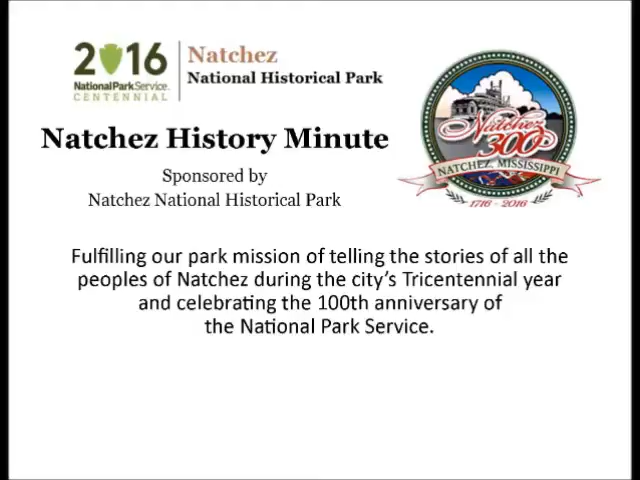 2016
National Park Service
CENTENNIAL
Natchez
National Historical Park
Natchez
300
NATCHEZ, MISSISSIPPI
1716 - 2016
Natchez History Minute
Sponsored by
Natchez National Historical Park
Fulfilling our park mission of telling the stories of all the
peoples of Natchez during the city's Tricentennial year
and celebrating the 100th anniversary of
the National Park Service.